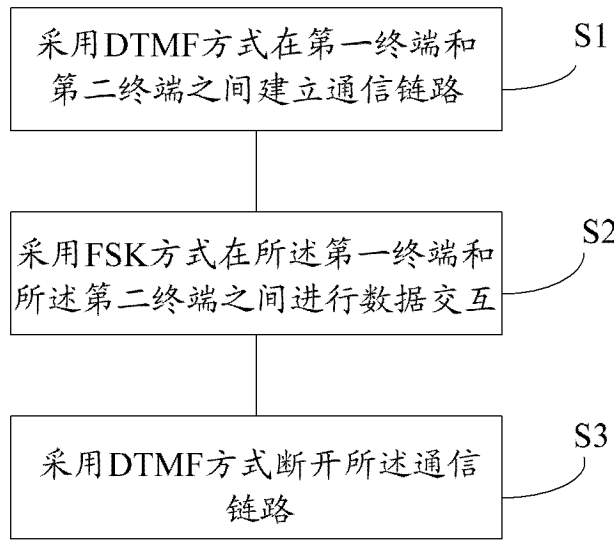 采用DTMF方式在第一终端和
第二终端之间建立通信链路
S1
采用FSK方式在所述第一终端和
所述第二终端之间进行数据交互
S2
采用DTMF方式断开所述通信
链路
S3